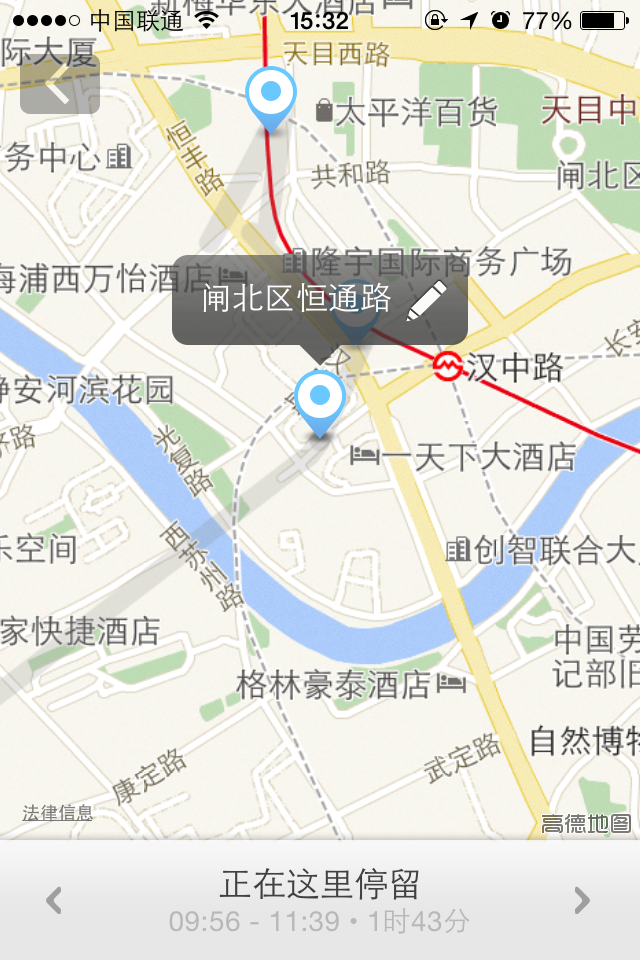 中国联通 15:32 77%
天目西路
际大厦
太平洋百货
天目中
务中心
恒丰路
共和路
闸北区
隆宇国际商务广场
海浦西万怡酒店
闸北区恒通路
长安
汉中路
静安河滨花园
光复路
济路
一天下大酒店
西苏州路
乐空间
创智联合大
家快捷酒店
中国劳
记部旧
格林豪泰酒店
自然博物
武定路
康定路
法律信息
高德地图
正在这里停留
09:56 - 11:39 • 1时43分